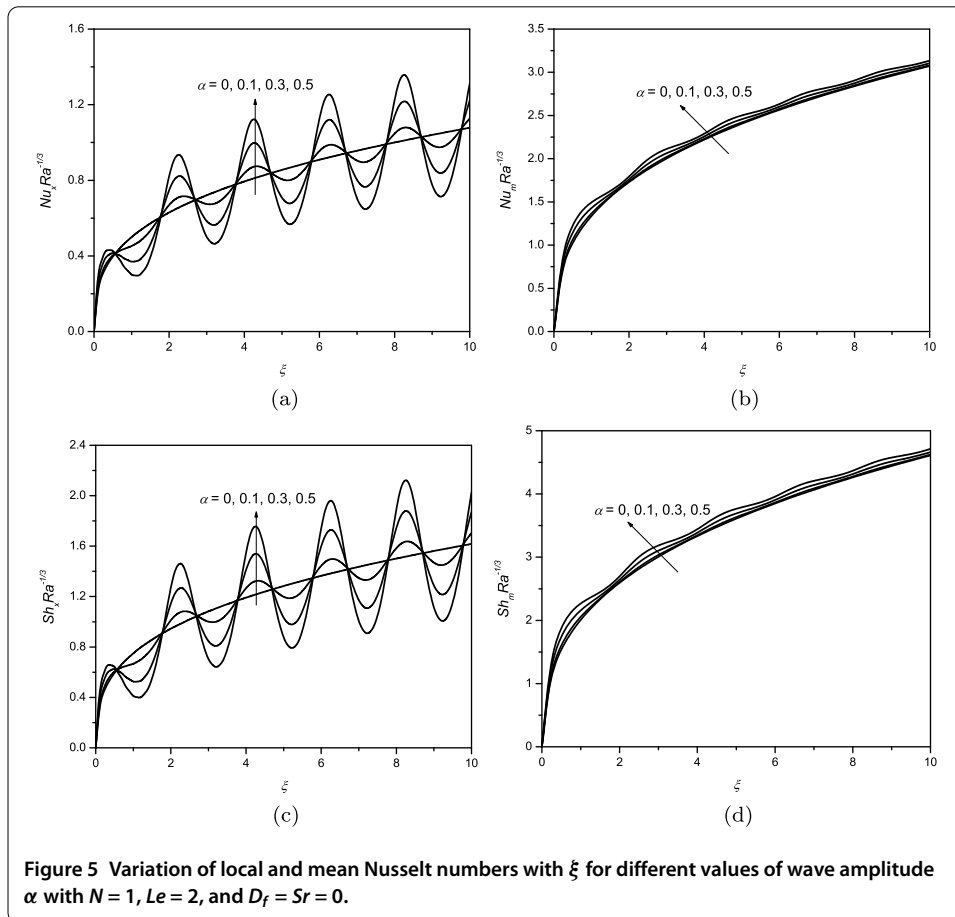 1.6
1.2
0.8
0.4
0.0
Nu_x Ra^{-1/3}
α = 0, 0.1, 0.3, 0.5
0 2 4 6 8 10
ξ
(a)
3.5
3.0
2.5
2.0
1.5
1.0
0.5
0.0
Nu_m Ra^{-1/3}
α = 0, 0.1, 0.3, 0.5
0 2 4 6 8 10
ξ
(b)
2.4
2.0
1.6
1.2
0.8
0.4
0.0
Sh_x Ra^{-1/3}
α = 0, 0.1, 0.3, 0.5
0 2 4 6 8 10
ξ
(c)
5
4
3
2
1
0
Sh_m Ra^{-1/3}
α = 0, 0.1, 0.3, 0.5
0 2 4 6 8 10
ξ
(d)
Figure 5 Variation of local and mean Nusselt numbers with ξ for different values of wave amplitude
α with N = 1, Le = 2, and D_f = Sr = 0.